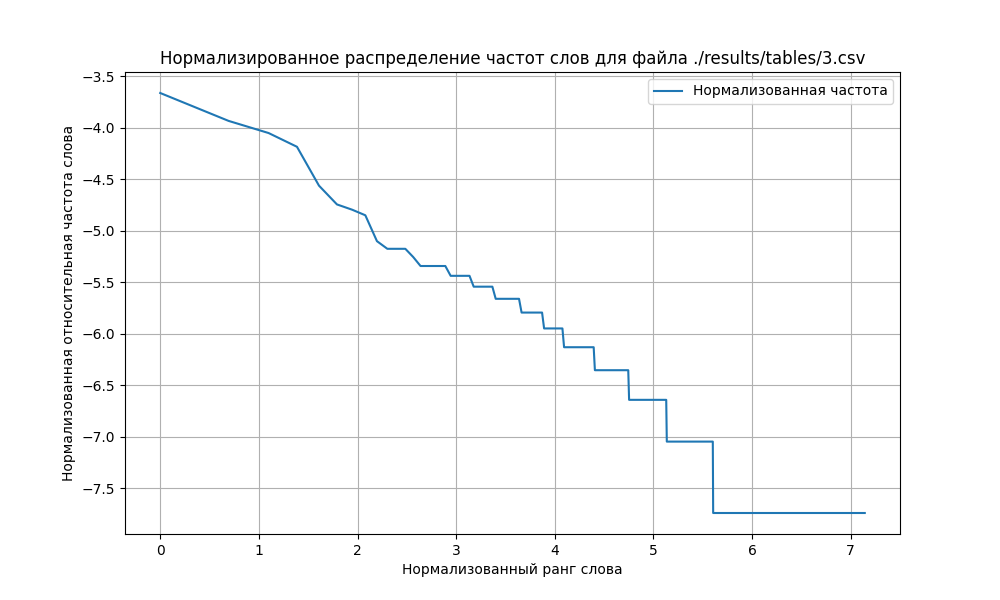 Нормализированное распределение частот слов для файла ./results/tables/3.csv
Нормализованная частота
Нормализованная относительная частота слова
−3.5
−4.0
−4.5
−5.0
−5.5
−6.0
−6.5
−7.0
−7.5
0 1 2 3 4 5 6 7
Нормализованный ранг слова